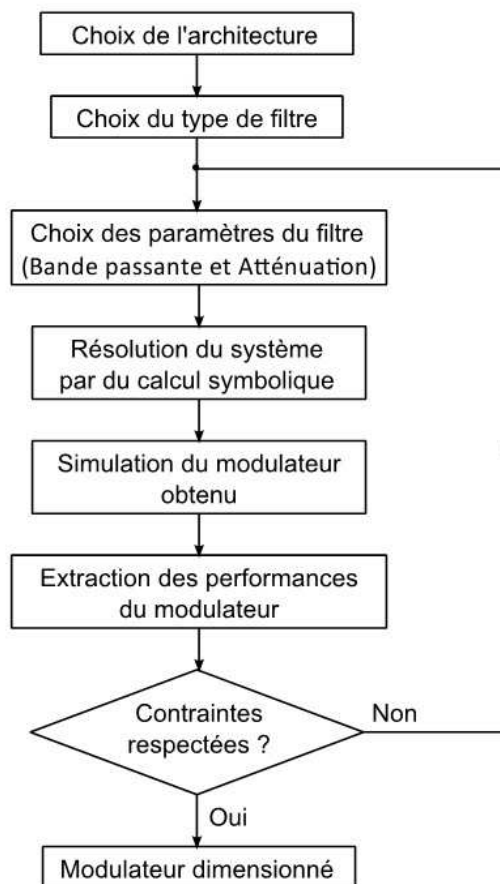 Choix de l'architecture
Choix du type de filtre
Choix des paramètres du filtre
(Bande passante et Atténuation)
Résolution du système
par du calcul symbolique
Simulation du modulateur
obtenu
Extraction des performances
du modulateur
Contraintes
respectées ?
Non
Oui
Modulateur dimensionné